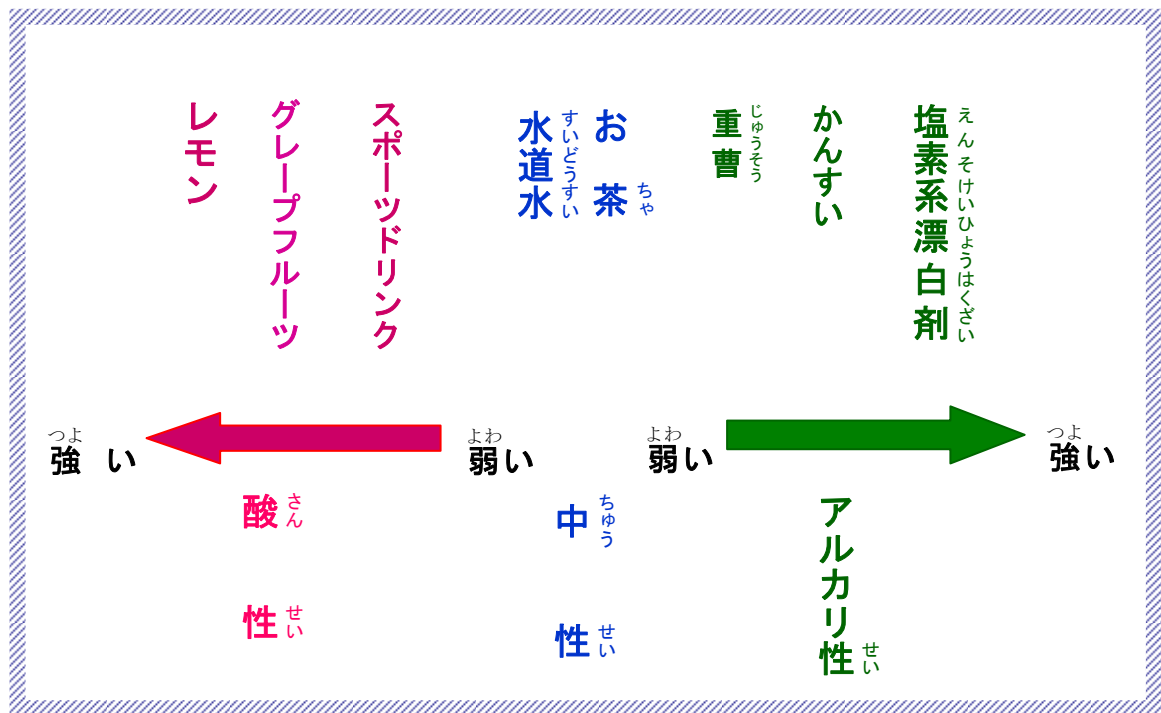 レモン
グレープフルーツ
スポーツドリンク
すいどうすい
水道水
ちゃ
お茶
じゅうそう
重曹
かんすい
えんそけいひょうはくざい
塩素系漂白剤
つよ
強い
よわ
弱い
よわ
弱い
つよ
強い
さんせい
酸性
ちゅうせい
中性
せい
アルカリ性